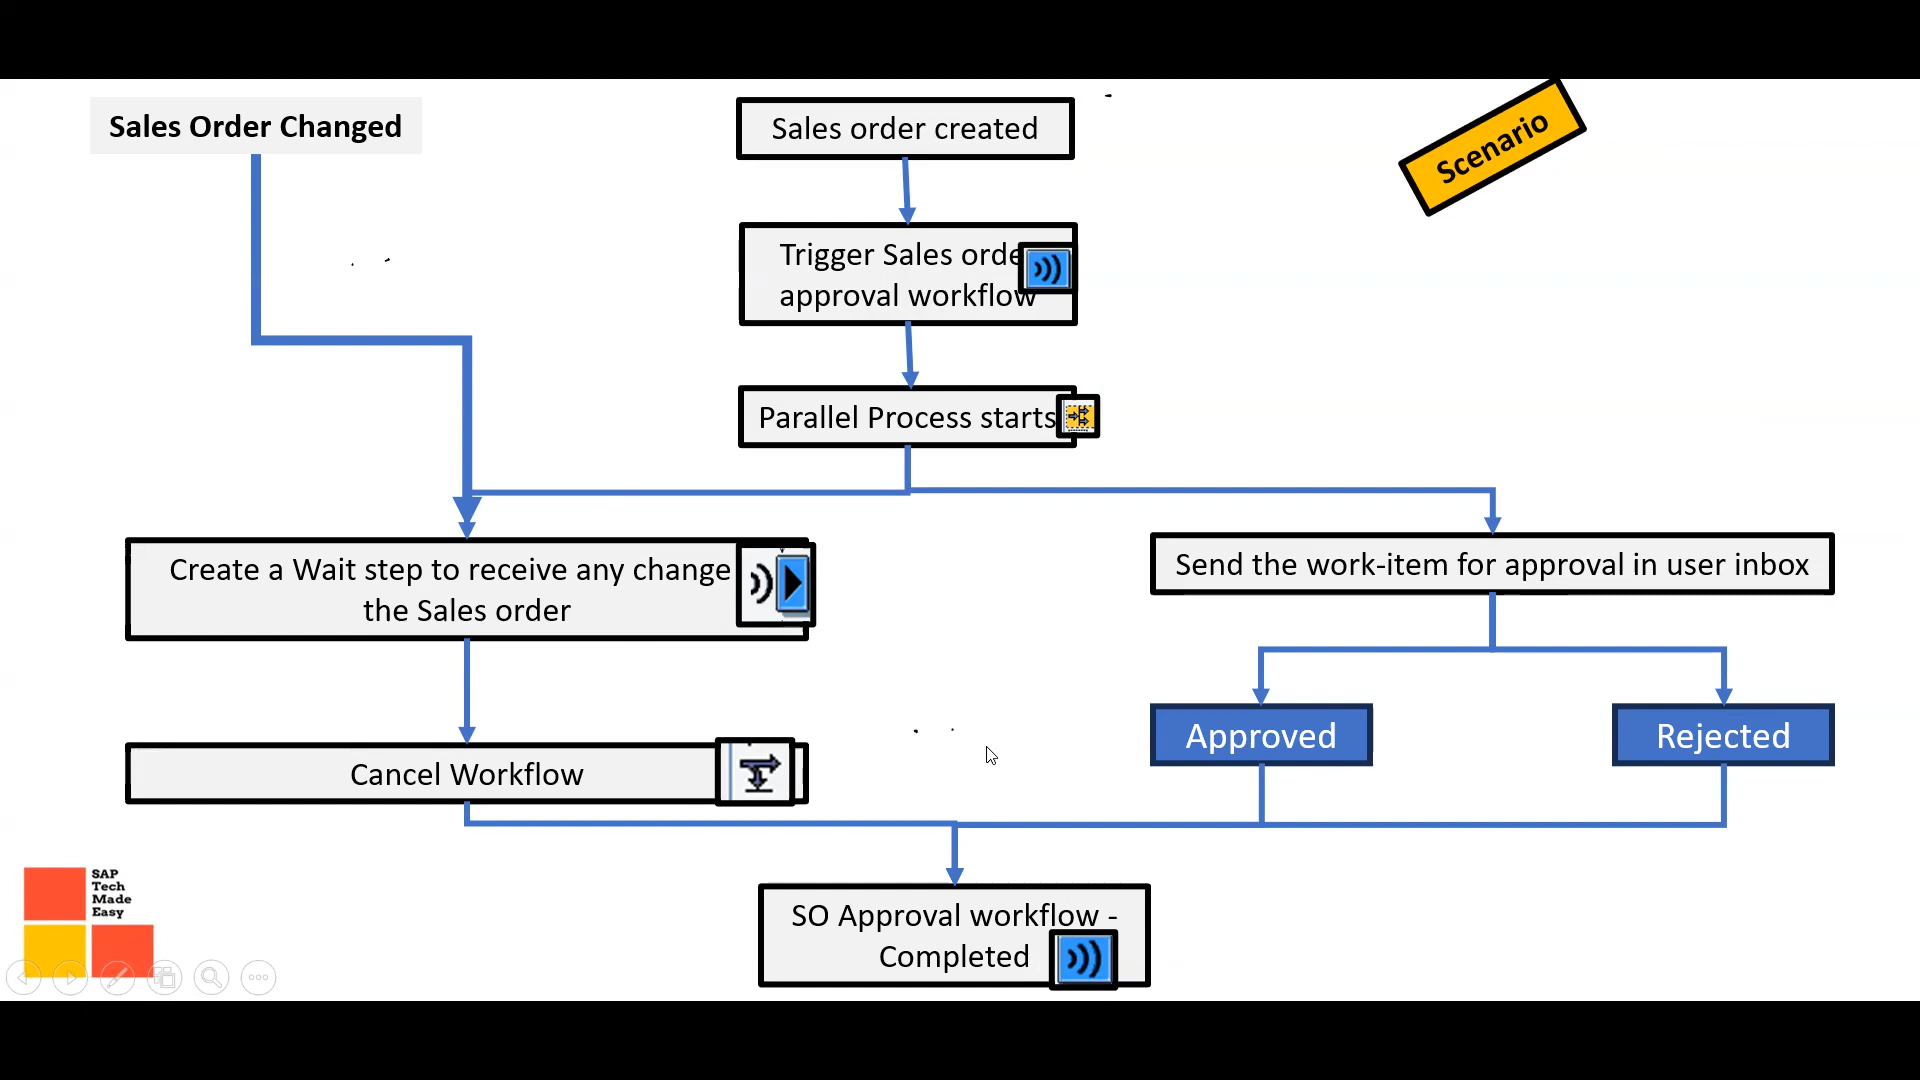 Sales Order Changed
Sales order created
Scenario
Trigger Sales orde
approval workflow
Parallel Process starts
Create a Wait step to receive any change
the Sales order
Send the work-item for approval in user inbox
Approved
Rejected
Cancel Workflow
SO Approval workflow -
Completed
SAP
Tech
Made
Easy